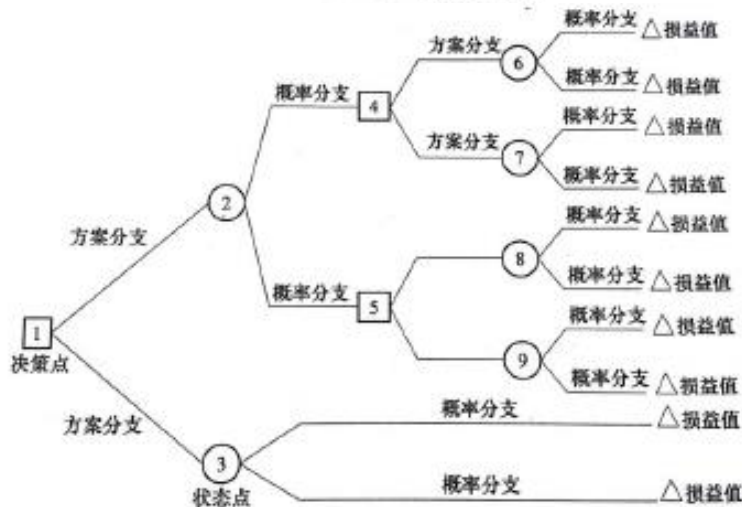 概率分支 △损益值
方案分支 6
概率分支 △损益值
概率分支 4
概率分支 △损益值
方案分支 7
概率分支 △损益值
2
概率分支 △损益值
方案分支
8
概率分支 △损益值
概率分支 5
1
概率分支 △损益值
决策点
9
概率分支 △损益值
概率分支 △损益值
方案分支
3
状态点
概率分支 △损益值